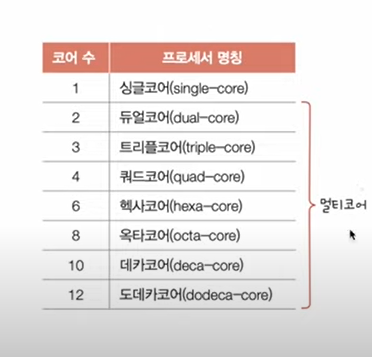 코어 수 프로세서 명칭
1 싱글코어(single-core)
2 듀얼코어(dual-core)
3 트리플코어(triple-core)
4 쿼드코어(quad-core)
6 헥사코어(hexa-core)
8 옥타코어(octa-core)
10 데카코어(deca-core)
12 도데카코어(dodeca-core)
멀티코어